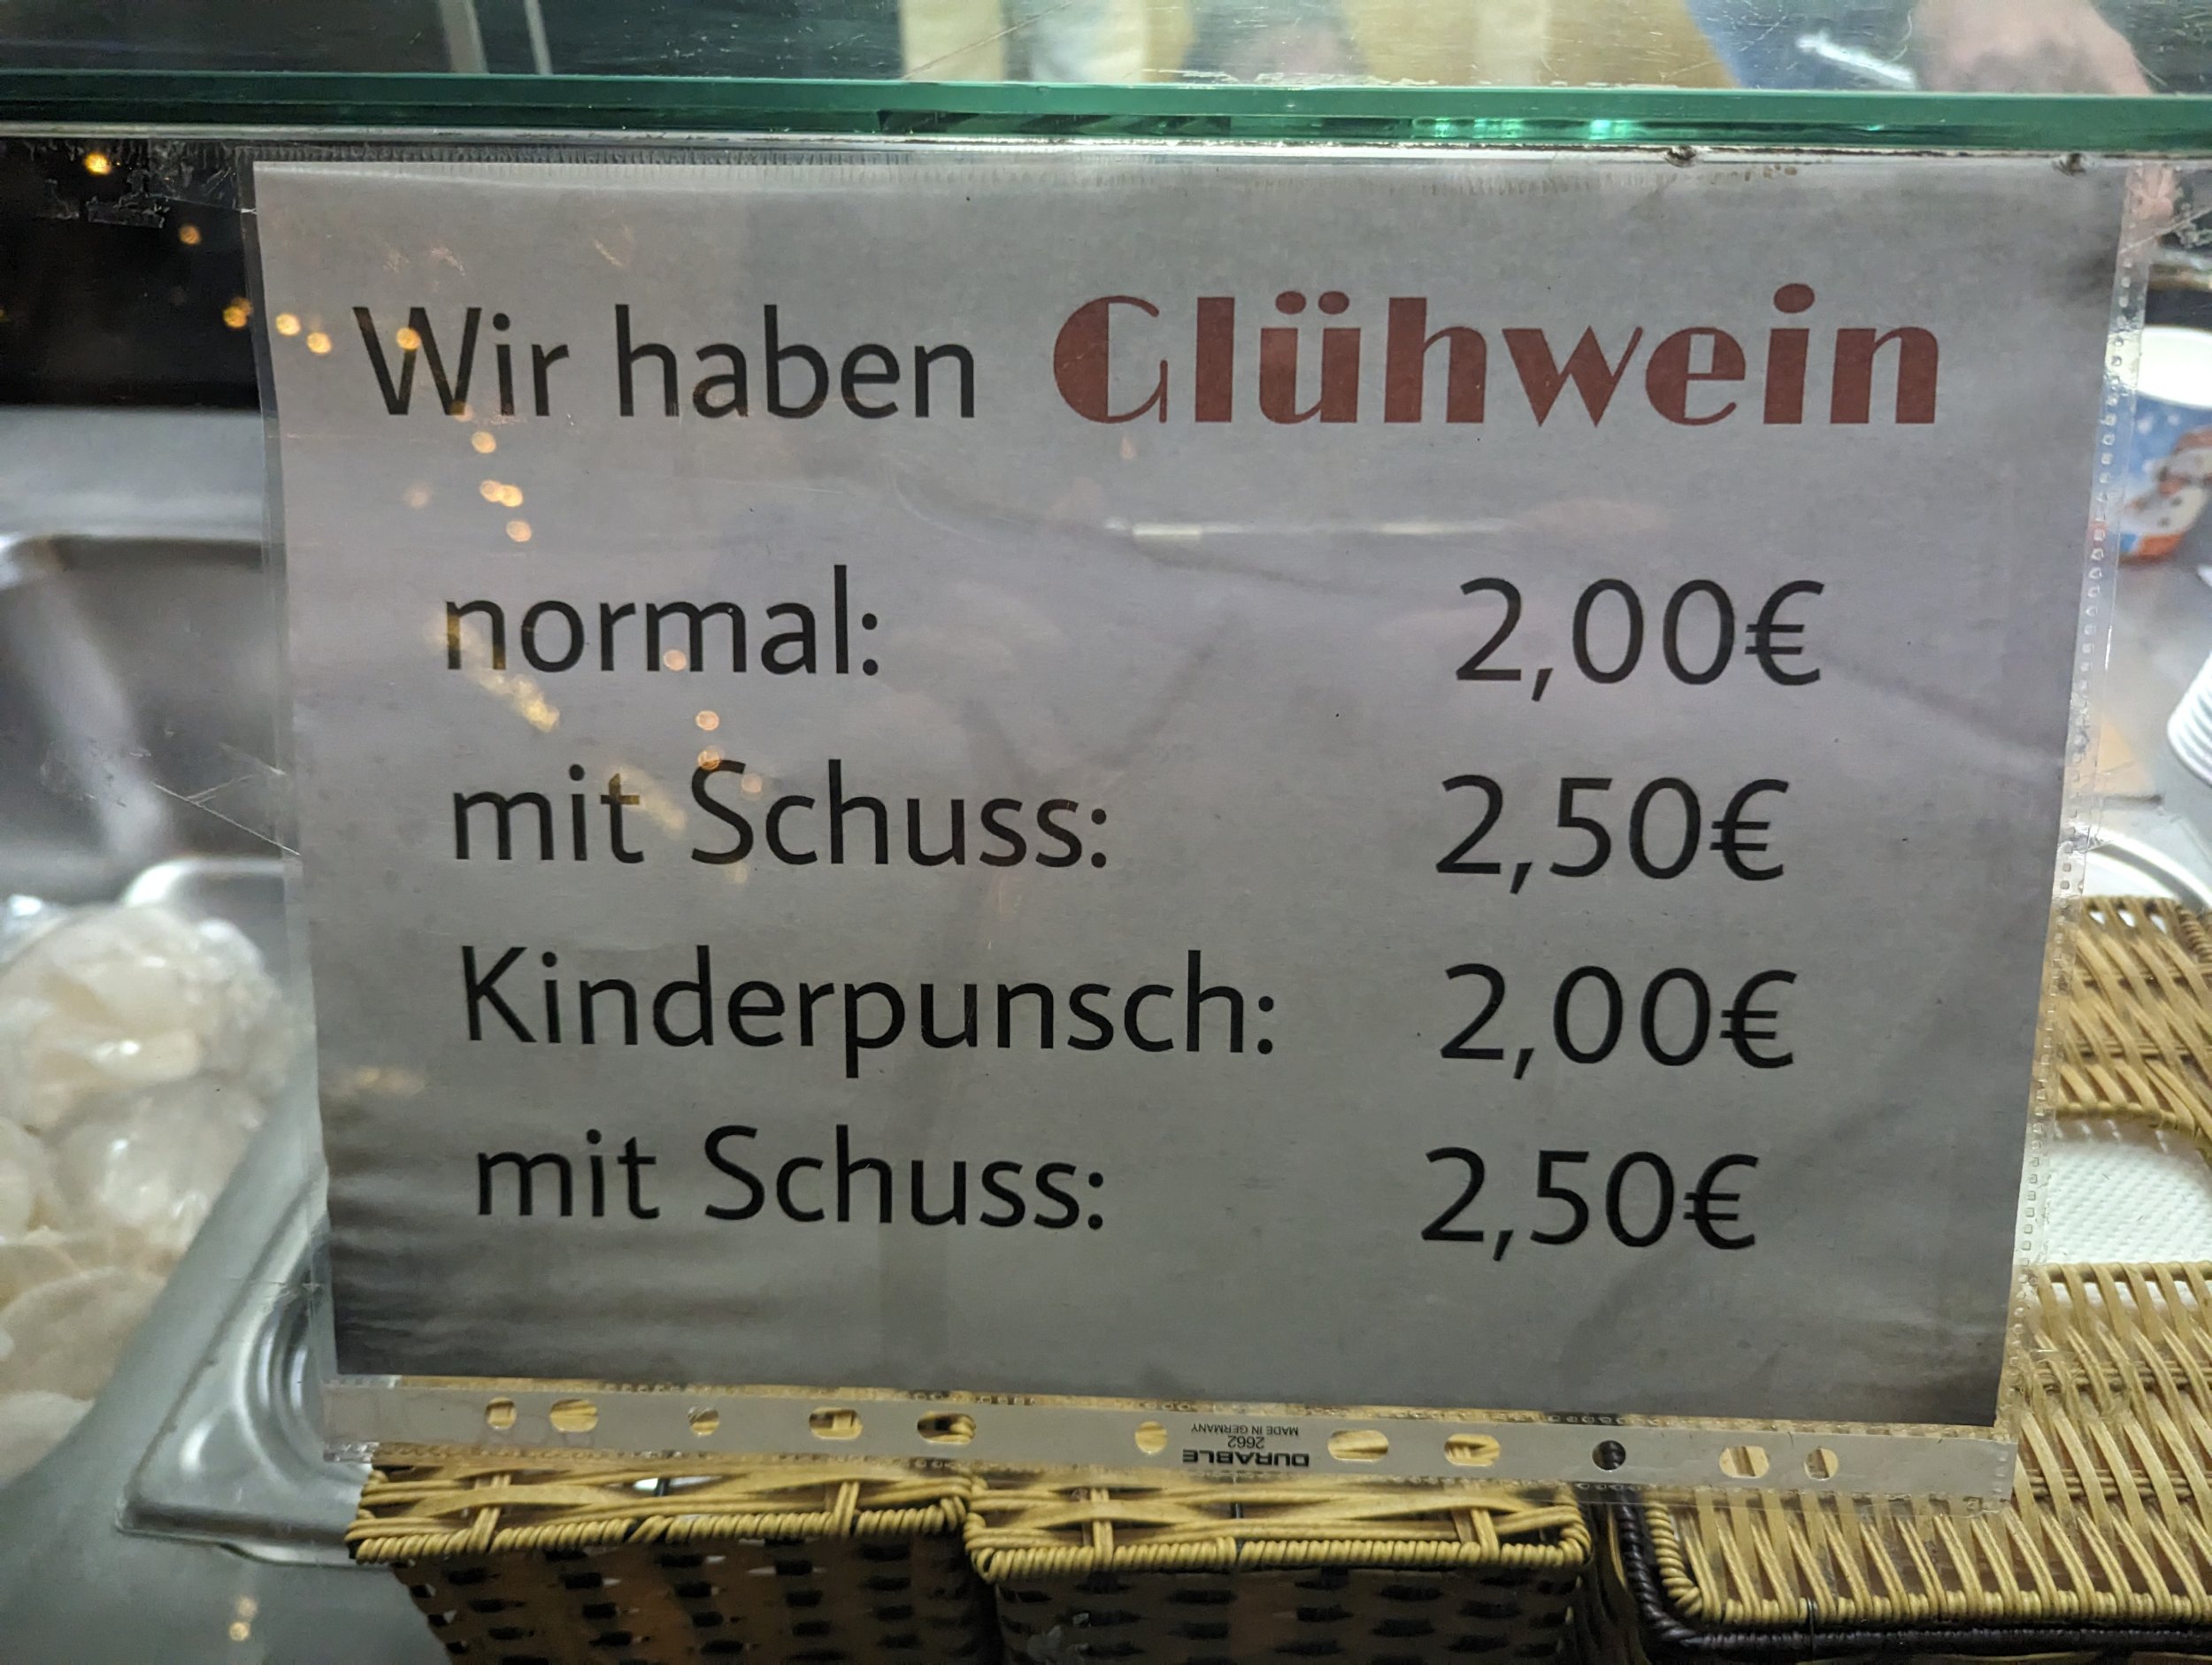 Wir haben Glühwein
normal: 2,00€
mit Schuss: 2,50€
Kinderpunsch: 2,00€
mit Schuss: 2,50€
DURABLE
2662
MADE IN GERMANY